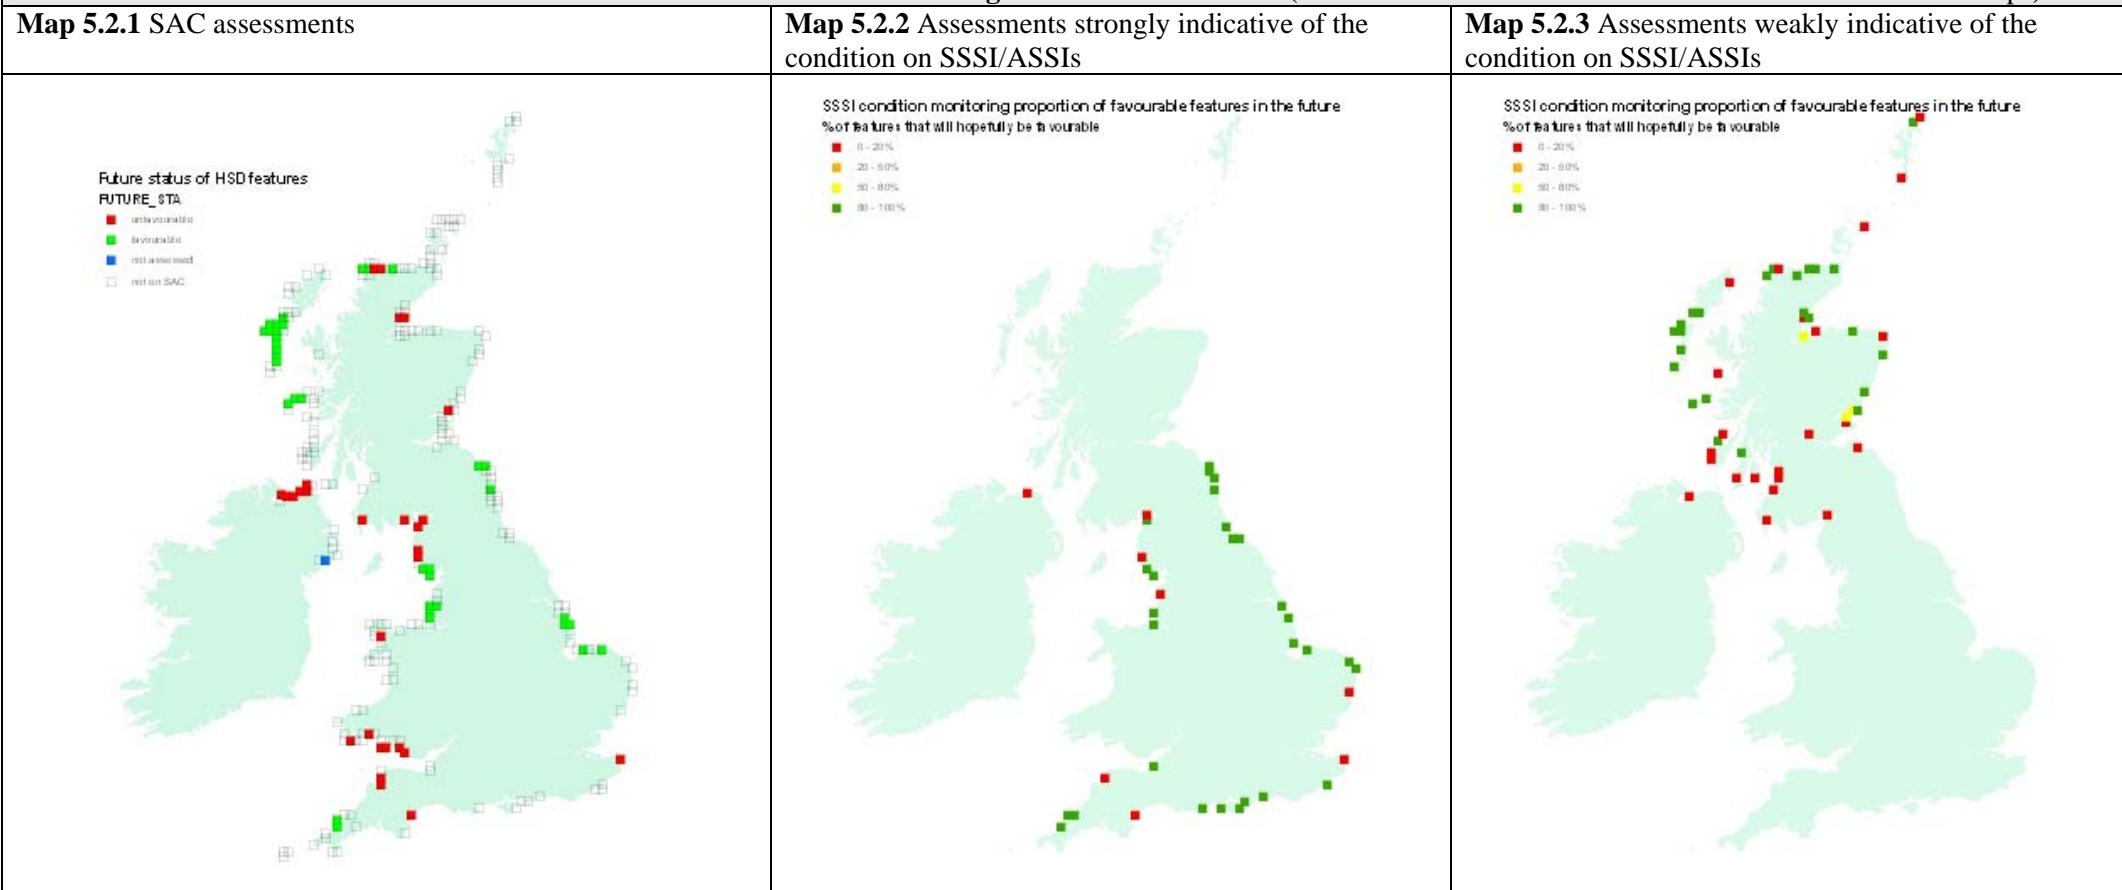 Map 5.2.1 SAC assessments
Map 5.2.2 Assessments strongly indicative of the
condition on SSSI/ASSIs
Map 5.2.3 Assessments weakly indicative of the
condition on SSSI/ASSIs
Future status of HSD features
FUTURE_STA
unfavourable
favourable
not assessed
not on SAC
SSSI condition monitoring proportion of favourable features in the future
% of features that will hopefully be favourable
0 - 20%
20 - 50%
50 - 80%
80 - 100%
SSSI condition monitoring proportion of favourable features in the future
% of features that will hopefully be favourable
0 - 20%
20 - 50%
50 - 80%
80 - 100%